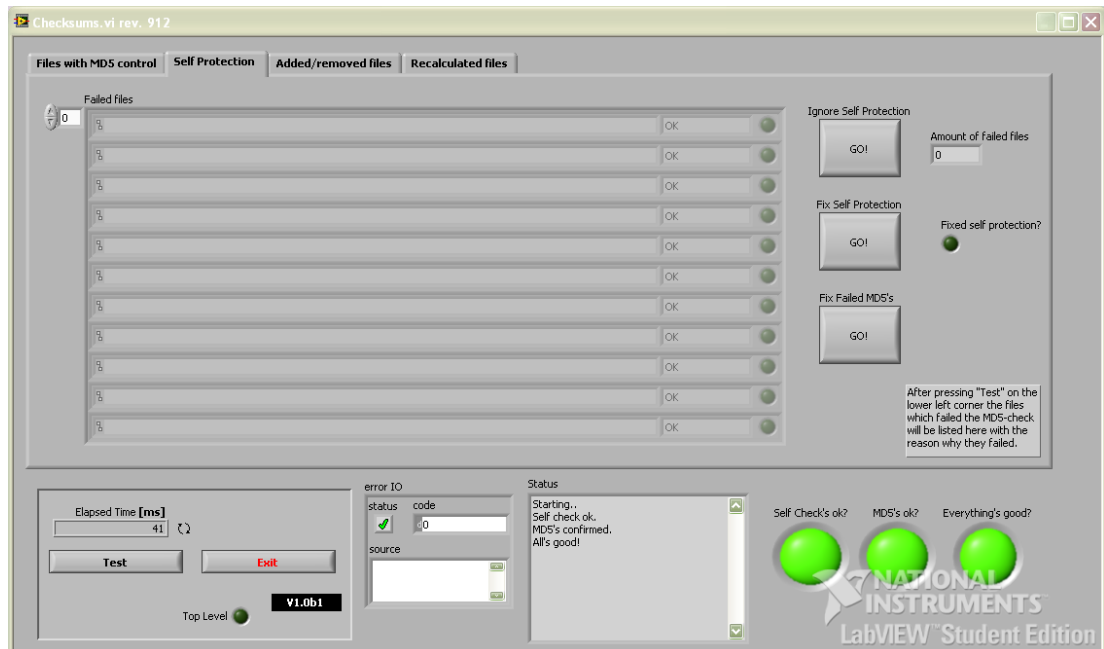 Checksums.vi rev. 912
Files with MD5 control
Self Protection
Added/removed files
Recalculated files
Failed files
0
OK
OK
OK
OK
OK
OK
OK
OK
OK
OK
OK
Ignore Self Protection
GO!
Amount of failed files
0
Fix Self Protection
GO!
Fixed self protection?
Fix Failed MD5's
GO!
After pressing "Test" on the
lower left corner the files
which failed the MD5-check
will be listed here with the
reason why they failed.
Elapsed Time [ms]
41
Test
Exit
V1.0b1
Top Level
error IO
status
code
d0
source
Status
Starting..
Self check ok.
MD5's confirmed.
All's good!
Self Check's ok?
MD5's ok?
Everything's good?
NATIONAL
INSTRUMENTS
LabVIEW™Student Edition